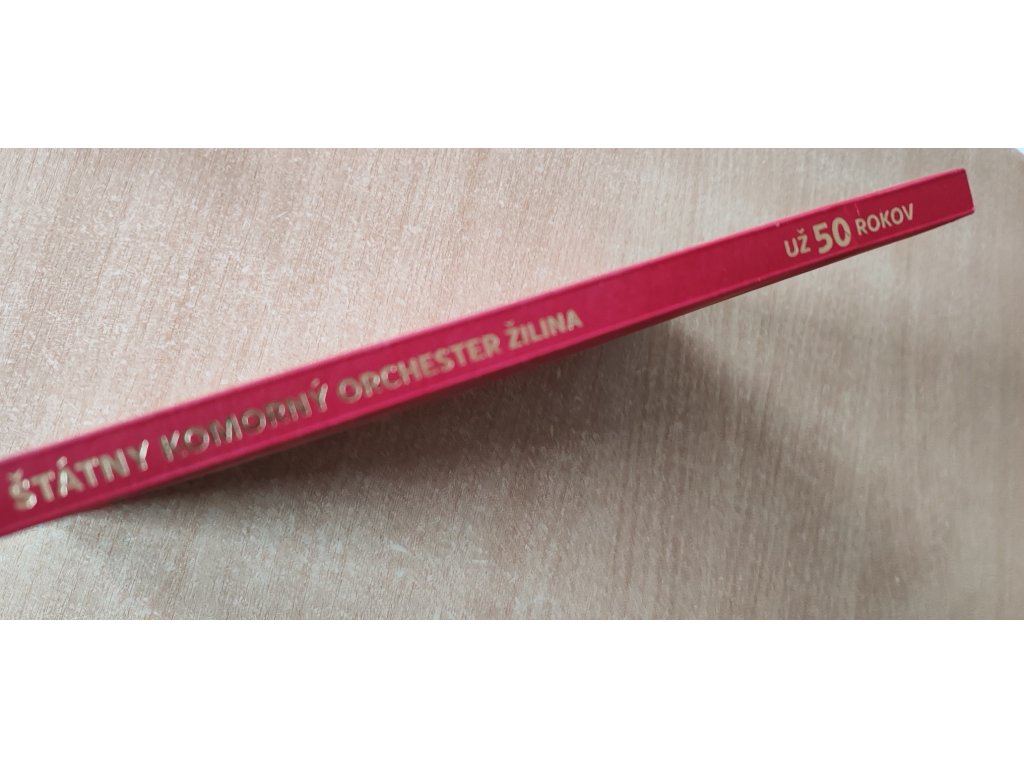 ŠTÁTNY KOMORNÝ ORCHESTER ŽILINA UŽ 50 ROKOV